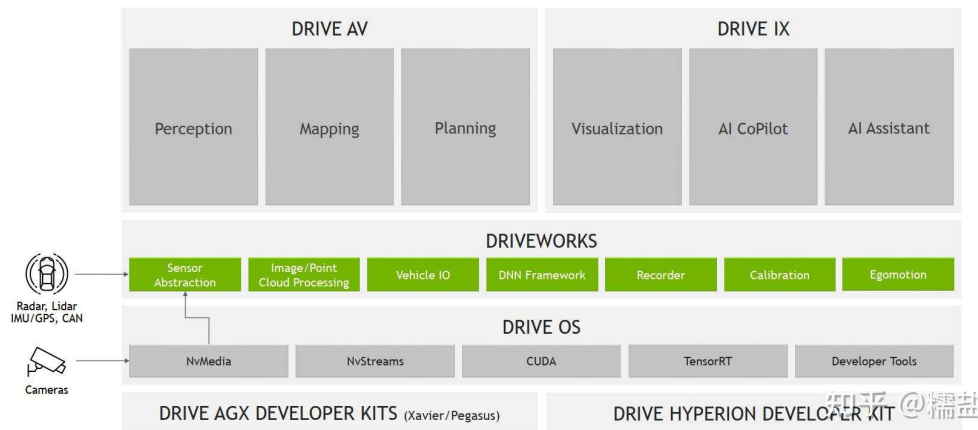 DRIVE AV
DRIVE IX
Perception
Mapping
Planning
Visualization
AI CoPilot
AI Assistant
DRIVEWORKS
Sensor
Abstraction
Image/Point
Cloud Processing
Vehicle IO
DNN Framework
Recorder
Calibration
Egomotion
Radar, Lidar
IMU/GPS, CAN
DRIVE OS
NvMedia
NvStreams
CUDA
TensorRT
Developer Tools
Cameras
DRIVE AGX DEVELOPER KITS (Xavier/Pegasus)
DRIVE HYPERION DEVELOPER KIT
知乎 @糯盐